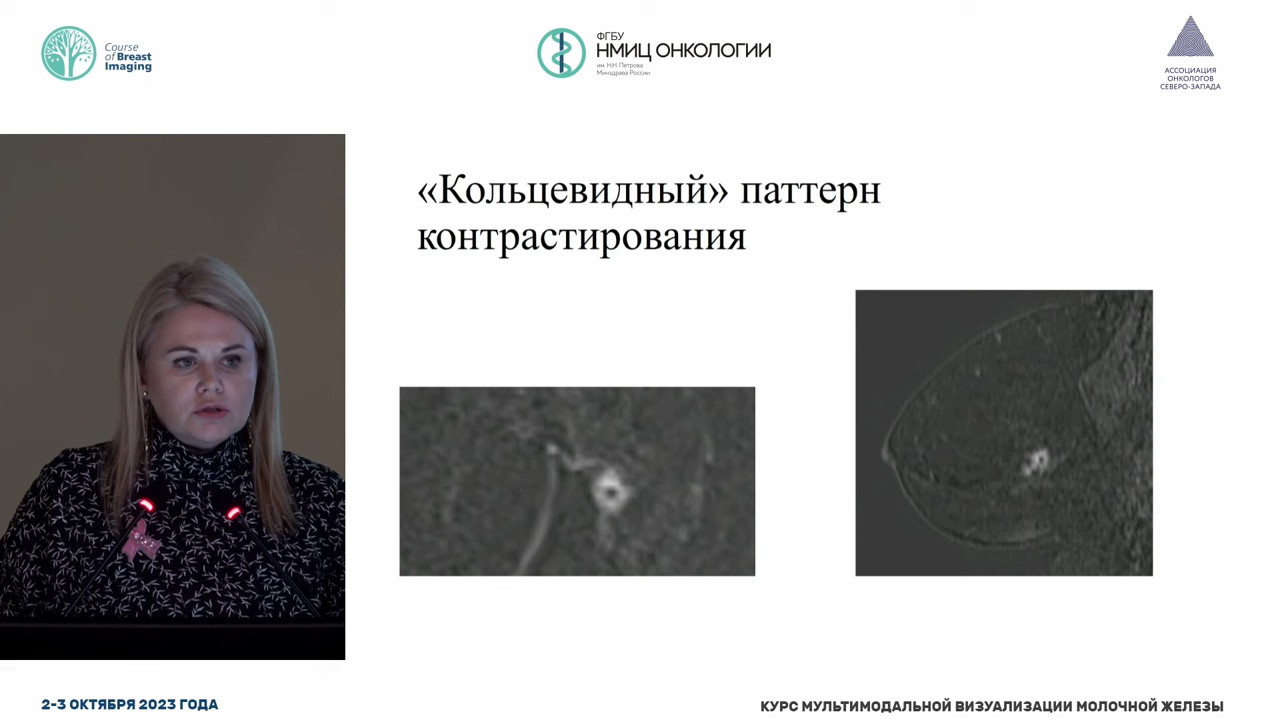 Course
of Breast
Imaging
ФГБУ
НМИЦ ОНКОЛОГИИ
им. Н.Н. Петрова
Минздрава России
АССОЦИАЦИЯ
ОНКОЛОГОВ
СЕВЕРО-ЗАПАДА
«Кольцевидный» паттерн
контрастирования
2-3 ОКТЯБРЯ 2023 ГОДА
КУРС МУЛЬТИМОДАЛЬНОЙ ВИЗУАЛИЗАЦИИ МОЛОЧНОЙ ЖЕЛЕЗЫ